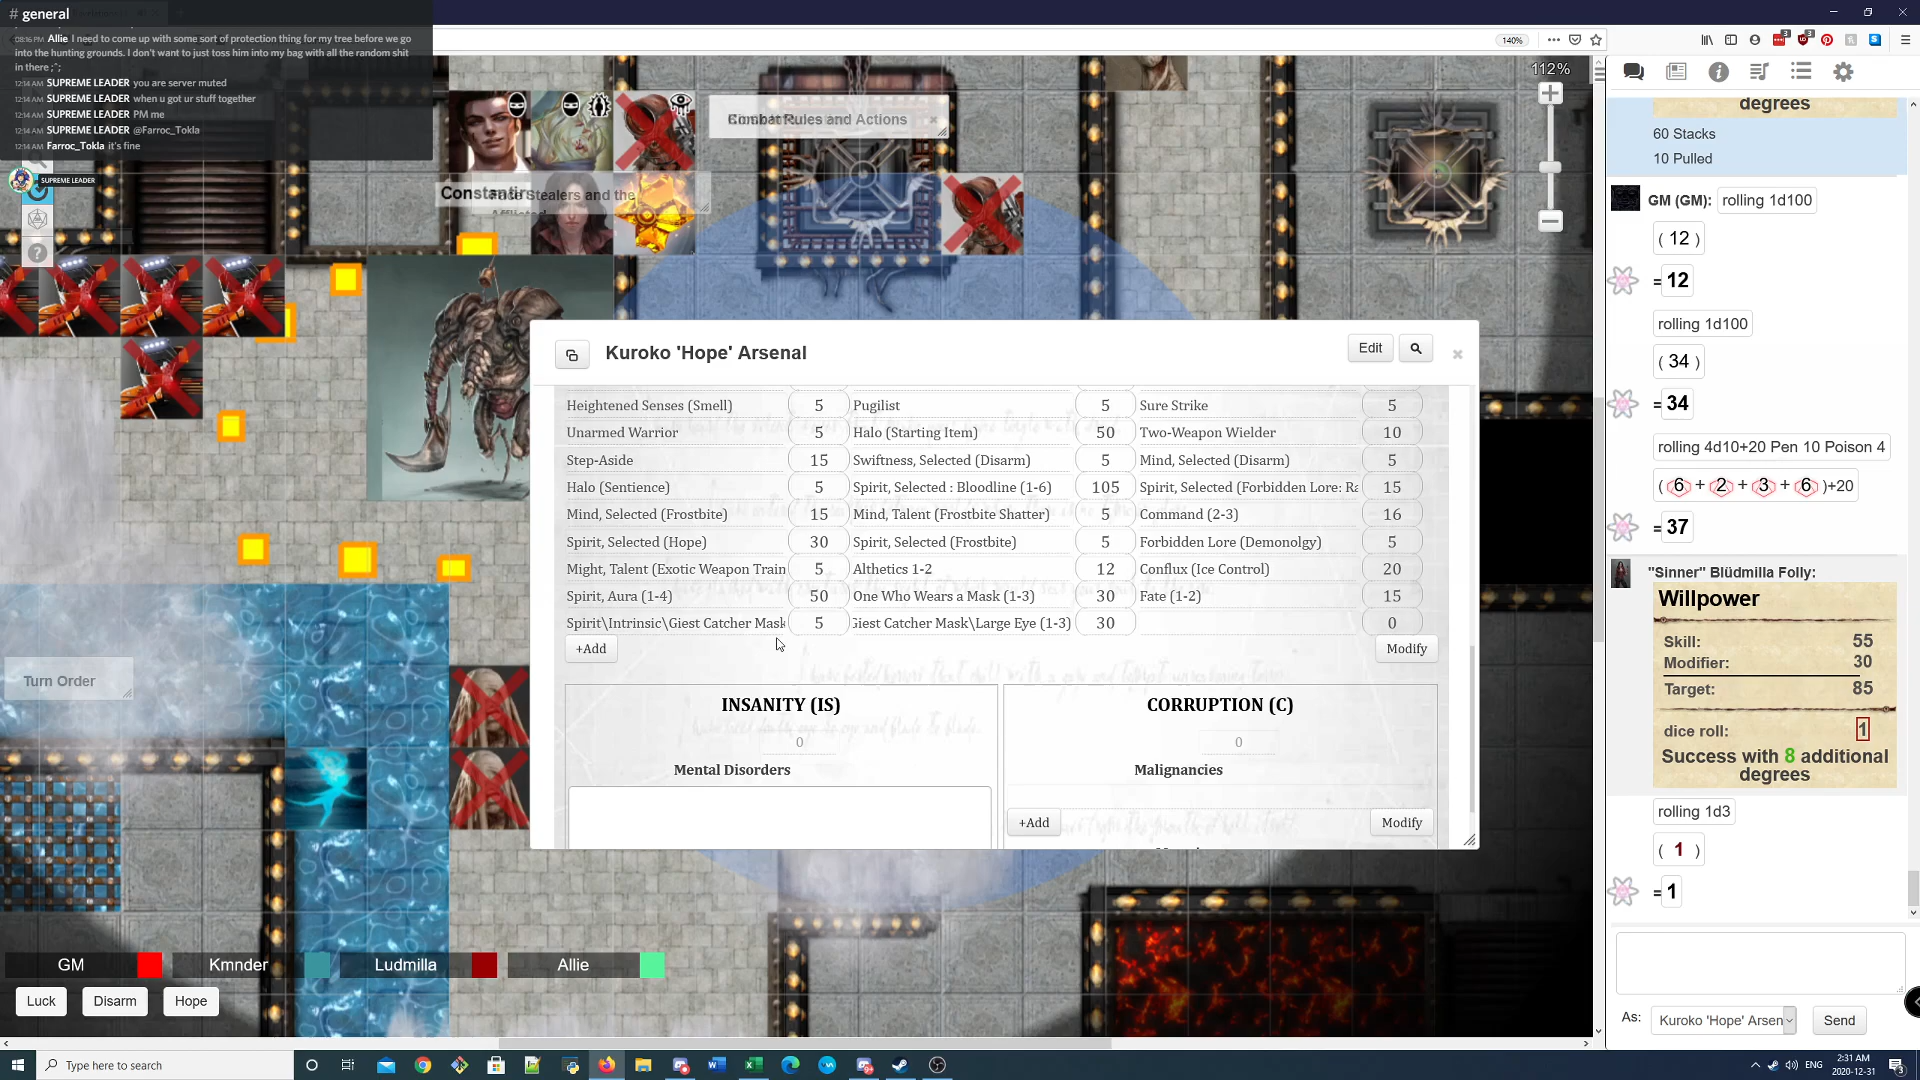 # general
08:16 PM Allie I need to come up with some sort of protection thing for my tree before we go
into the hunting grounds. I don't want to just toss him into my bag with all the random shit
in there ;^;
12:14 AM SUPREME LEADER you are server muted
12:14 AM SUPREME LEADER when u got ur stuff together
12:14 AM SUPREME LEADER PM me
12:14 AM SUPREME LEADER @Farroc_Tokla
12:14 AM Farroc_Tokla it's fine
SUPREME LEADER
140%
112%
Combat Rules and Actions
Stealers and the
Turn Order
Kuroko 'Hope' Arsenal
Edit
Heightened Senses (Smell) 5 Pugilist 5 Sure Strike 5
Unarmed Warrior 5 Halo (Starting Item) 50 Two-Weapon Wielder 10
Step-Aside 15 Swiftness, Selected (Disarm) 5 Mind, Selected (Disarm) 5
Halo (Sentience) 5 Spirit, Selected : Bloodline (1-6) 105 Spirit, Selected (Forbidden Lore: Ra 15
Mind, Selected (Frostbite) 15 Mind, Talent (Frostbite Shatter) 5 Command (2-3) 16
Spirit, Selected (Hope) 30 Spirit, Selected (Frostbite) 5 Forbidden Lore (Demonolgy) 5
Might, Talent (Exotic Weapon Train 5 Althetics 1-2 12 Conflux (Ice Control) 20
Spirit, Aura (1-4) 50 One Who Wears a Mask (1-3) 30 Fate (1-2) 15
Spirit\Intrinsic\Giest Catcher Mask 5 Giest Catcher Mask\Large Eye (1-3) 30 0
+Add
Modify
INSANITY (IS)
0
Mental Disorders
CORRUPTION (C)
0
Malignancies
+Add
Modify
degrees
60 Stacks
10 Pulled
GM (GM): rolling 1d100
( 12 )
=12
rolling 1d100
( 34 )
= 34
rolling 4d10+20 Pen 10 Poison 4
( 6 + 2 + 3 + 6 )+20
= 37
"Sinner" Blüdmilla Folly:
Willpower
Skill: 55
Modifier: 30
Target: 85
dice roll: 1
Success with 8 additional
degrees
rolling 1d3
( 1 )
=1
As: Kuroko 'Hope' Arsen
Send
GM
Kmnder
Ludmilla
Allie
Luck
Disarm
Hope
Type here to search
ENG
2:31 AM
2020-12-31
3